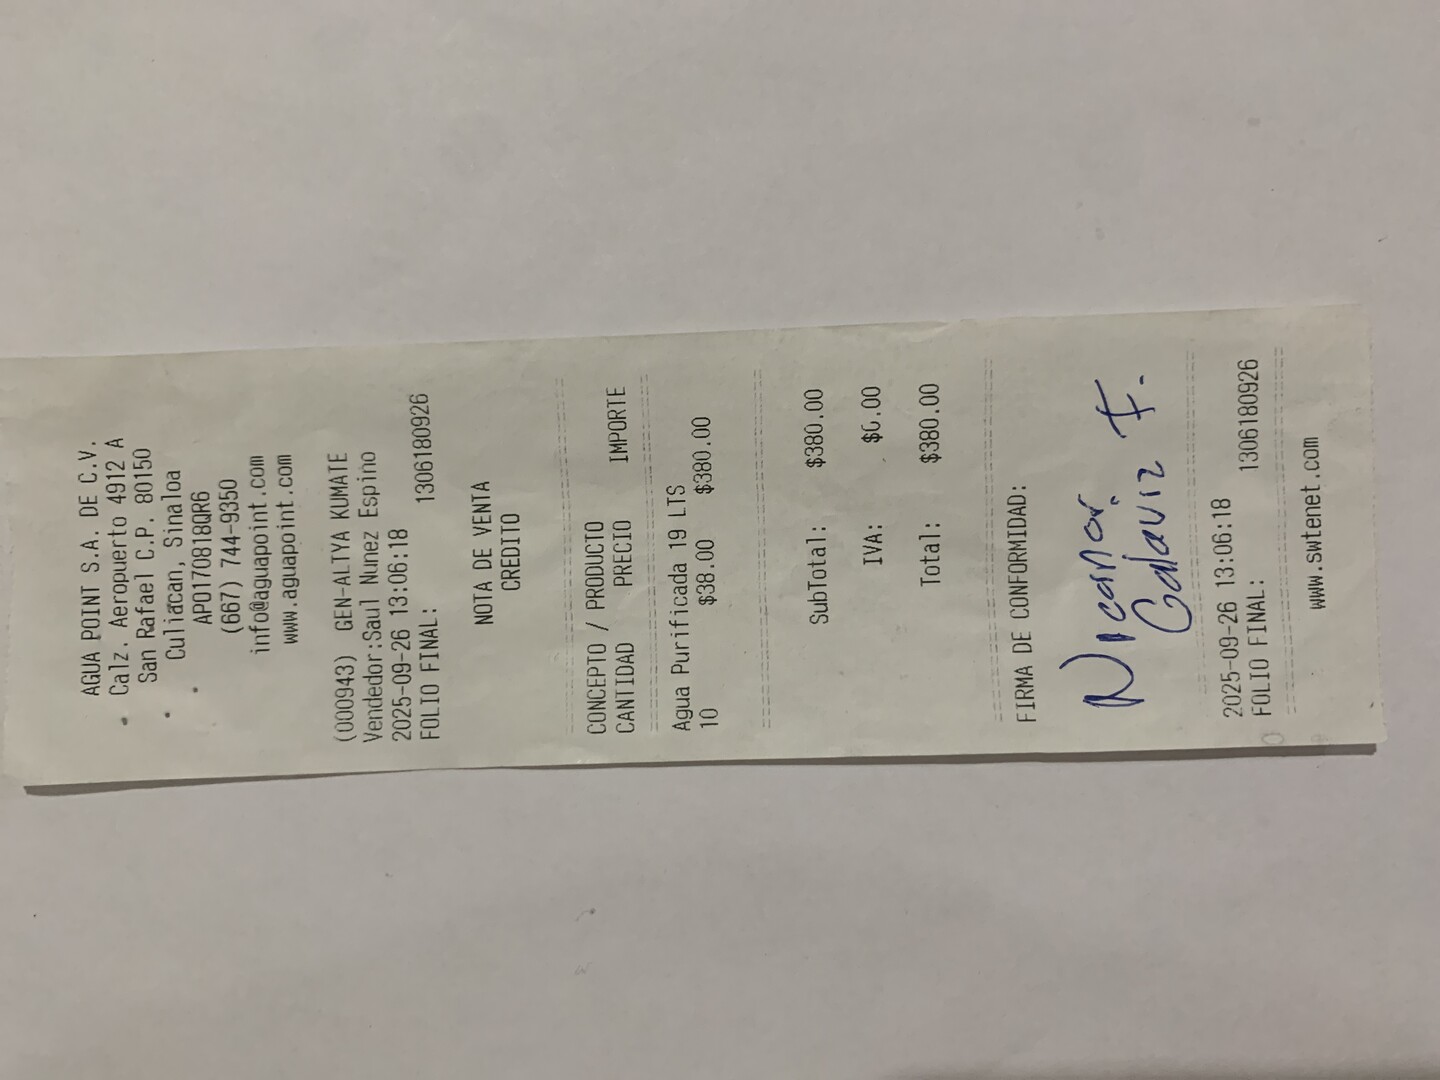 AGUA POINT S.A. DE C.V.
Calz. Aeropuerto 4912 A
San Rafael C.P. 80150
Culiacan, Sinaloa
APO170818QR6
(667) 744-9350
info@aguapoint.com
www.aguapoint.com
(000943) GEN-ALTYA KUMATE
Vendedor:Saul Nunez Espino
2025-09-26 13:06:18
FOLIO FINAL: 1306180926
NOTA DE VENTA
CREDITO
CONCEPTO / PRODUCTO
CANTIDAD PRECIO IMPORTE
Agua Purificada 19 LTS
10 $38.00 $380.00
SubTotal: $380.00
IVA: $0.00
Total: $380.00
FIRMA DE CONFORMIDAD:
Nicanor
Galaviz F.
2025-09-26 13:06:18
FOLIO FINAL: 1306180926
www.swtenet.com